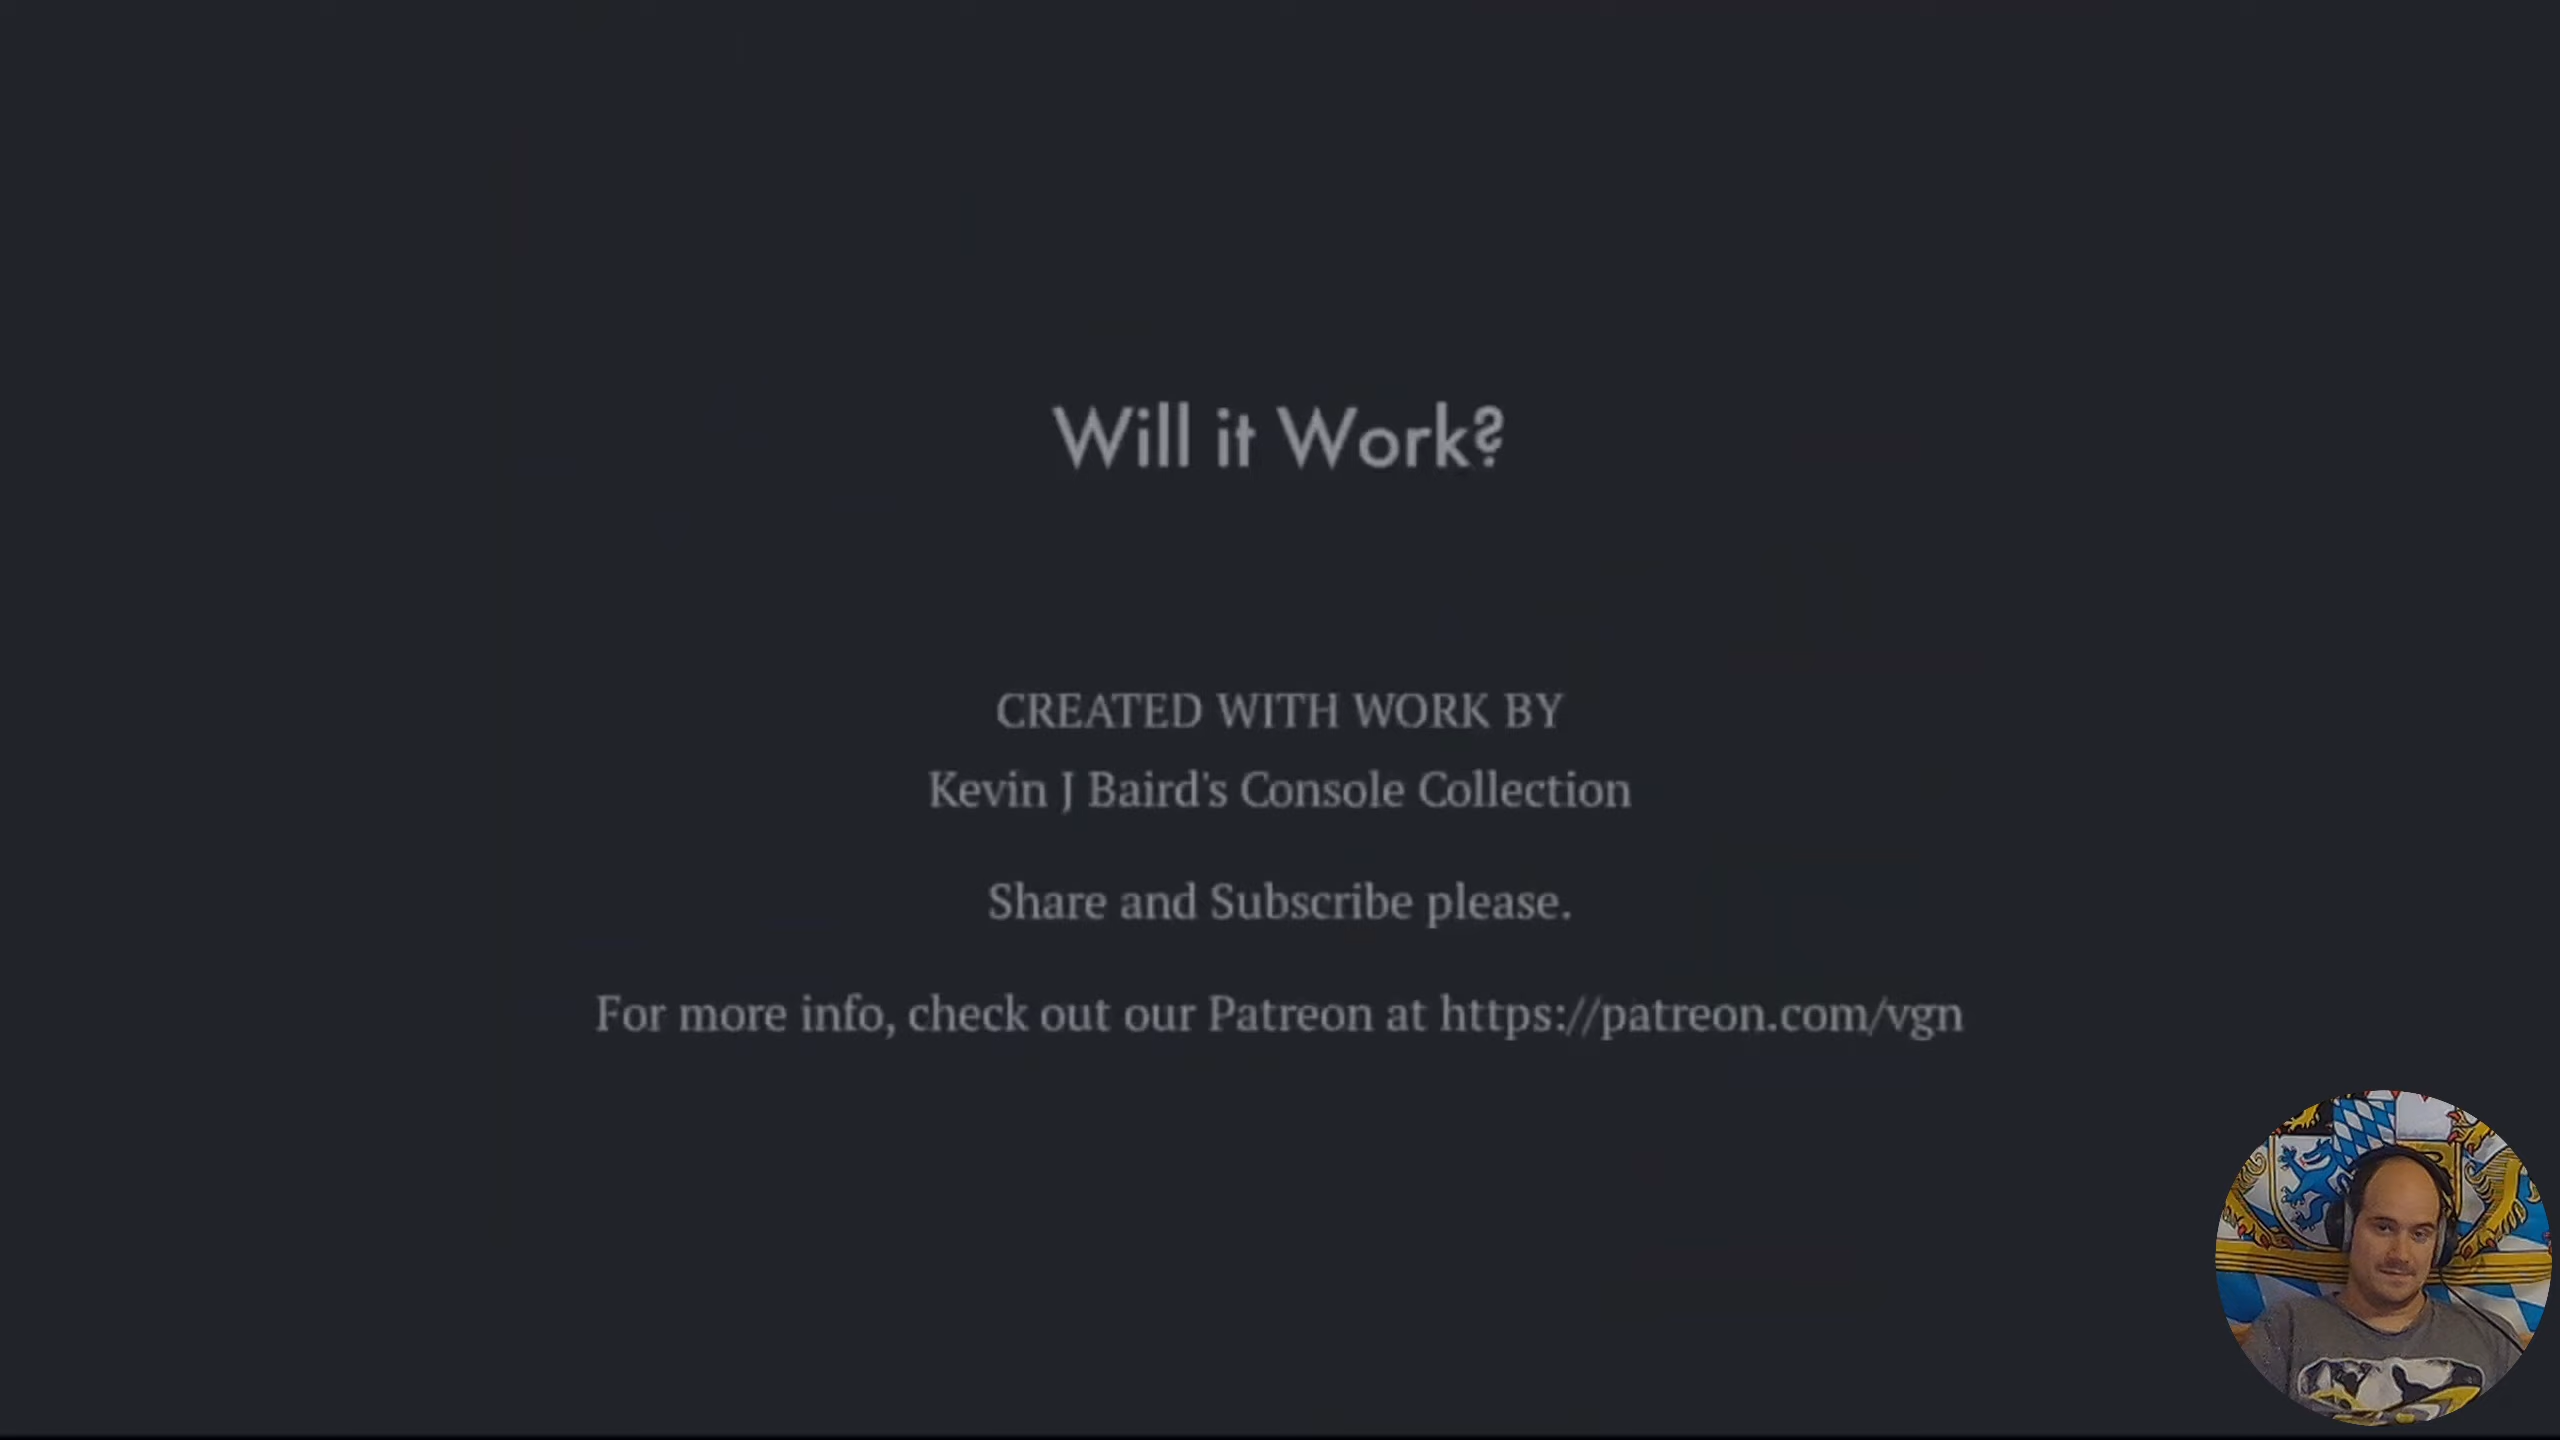 Will it Work?
CREATED WITH WORK BY
Kevin J Baird's Console Collection
Share and Subscribe please.
For more info, check out our Patreon at https://patreon.com/vgn